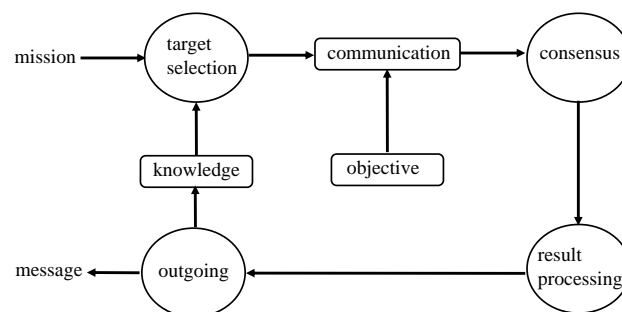 mission
target
selection
communication
consensus
knowledge
objective
message
outgoing
result
processing